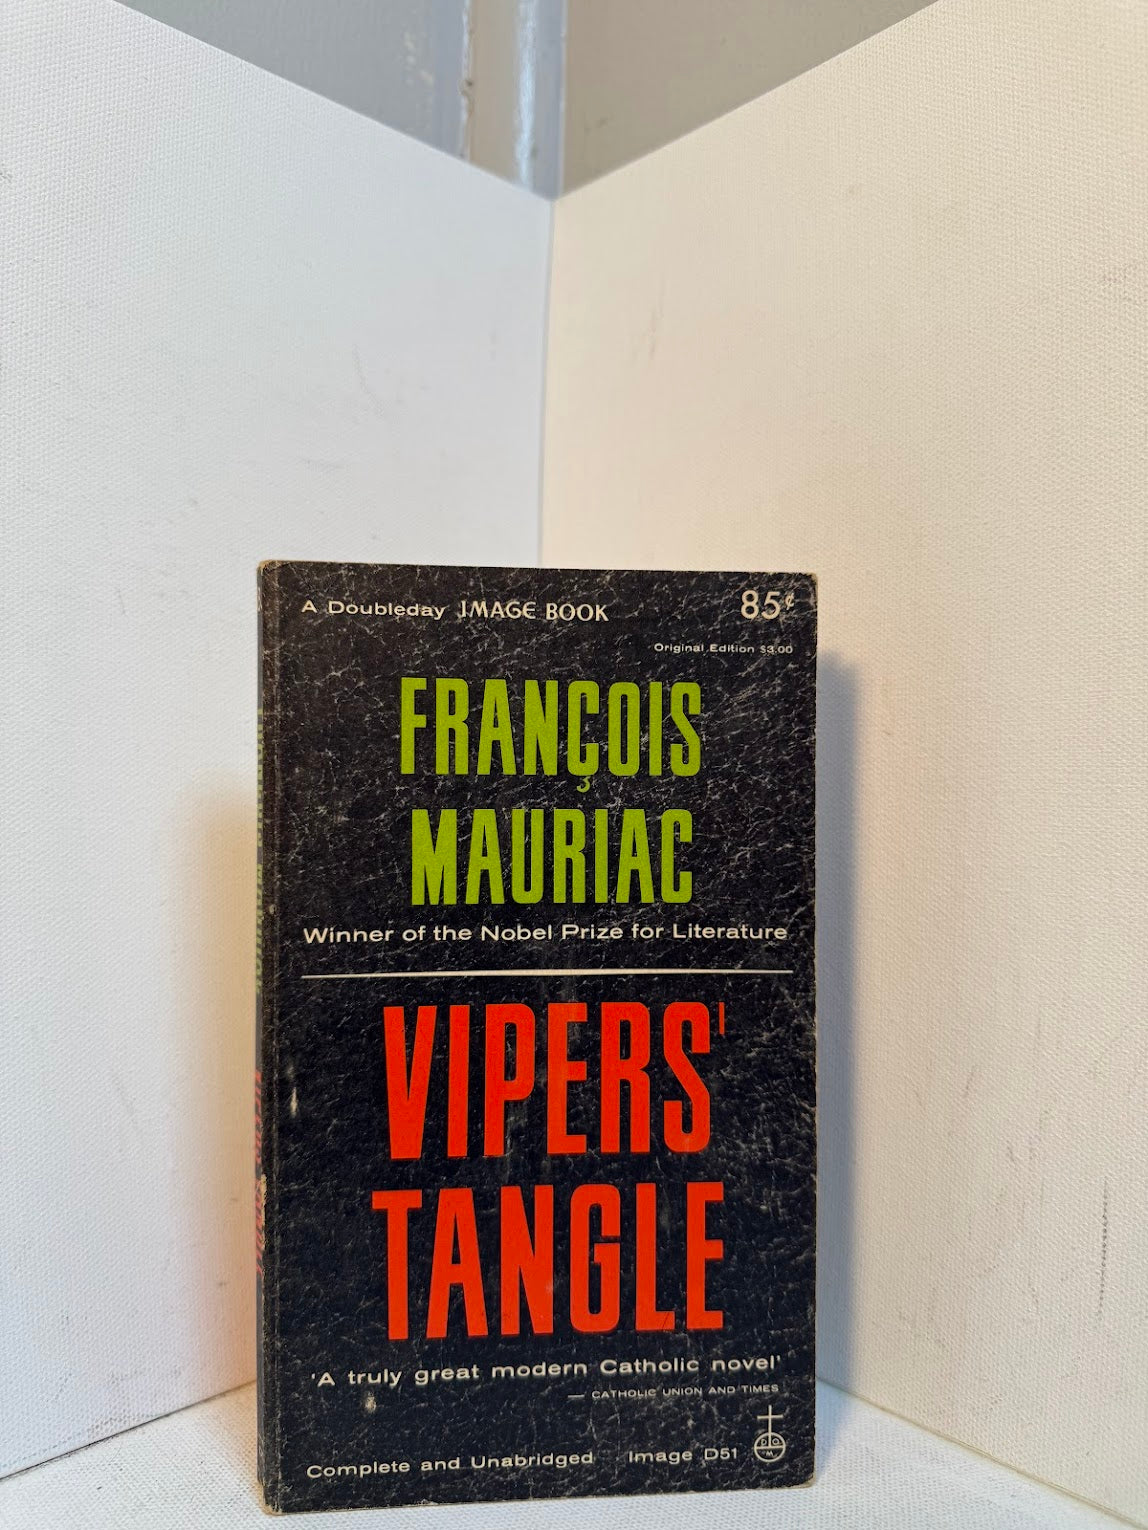 A Doubleday IMAGE BOOK
85¢
Original Edition $3.00
FRANÇOIS
MAURIAC
Winner of the Nobel Prize for Literature
VIPERS'
TANGLE
'A truly great modern Catholic novel'
— CATHOLIC UNION AND TIMES
Complete and Unabridged Image D51